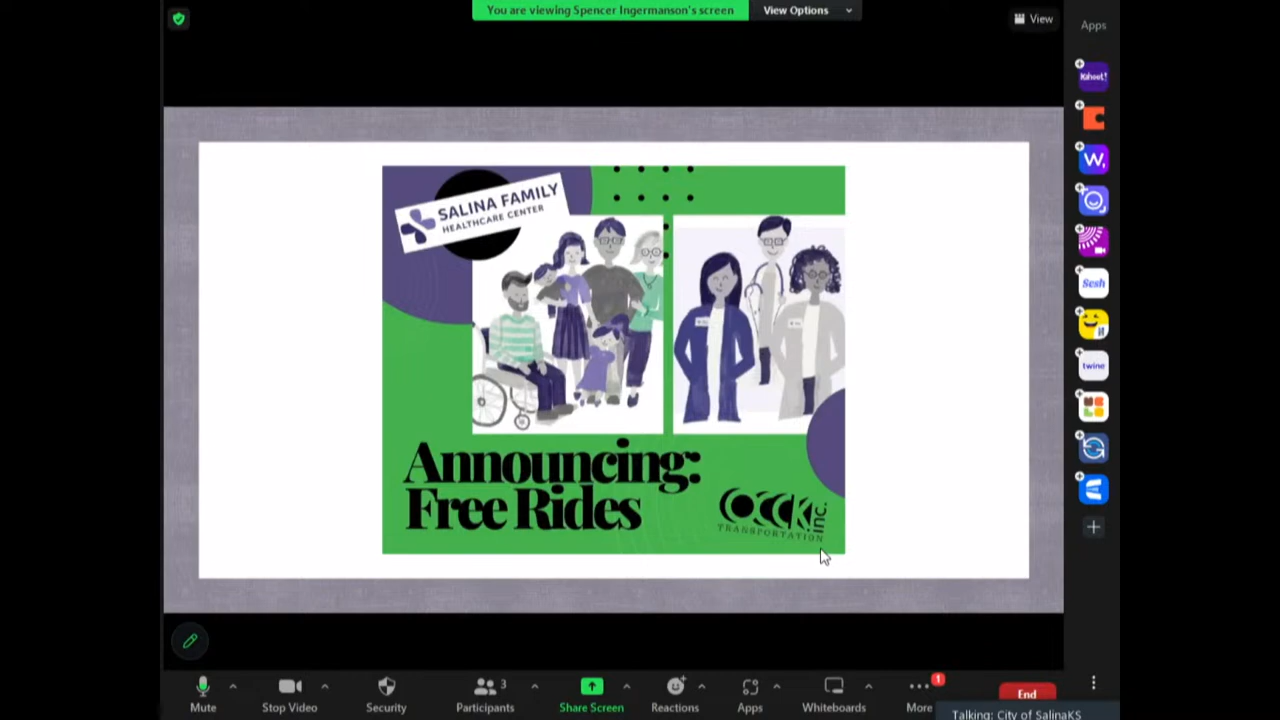 You are viewing Spencer Ingermanson's screen
View Options
View
Apps
Kahoot!
W,
Sesh
twine
SALINA FAMILY
HEALTHCARE CENTER
Announcing:
Free Rides
OCCK inc.
TRANSPORTATION
Mute
Stop Video
Security
Participants
3
Share Screen
Reactions
Apps
Whiteboards
More
1
End
Talking: City of SalinaKS